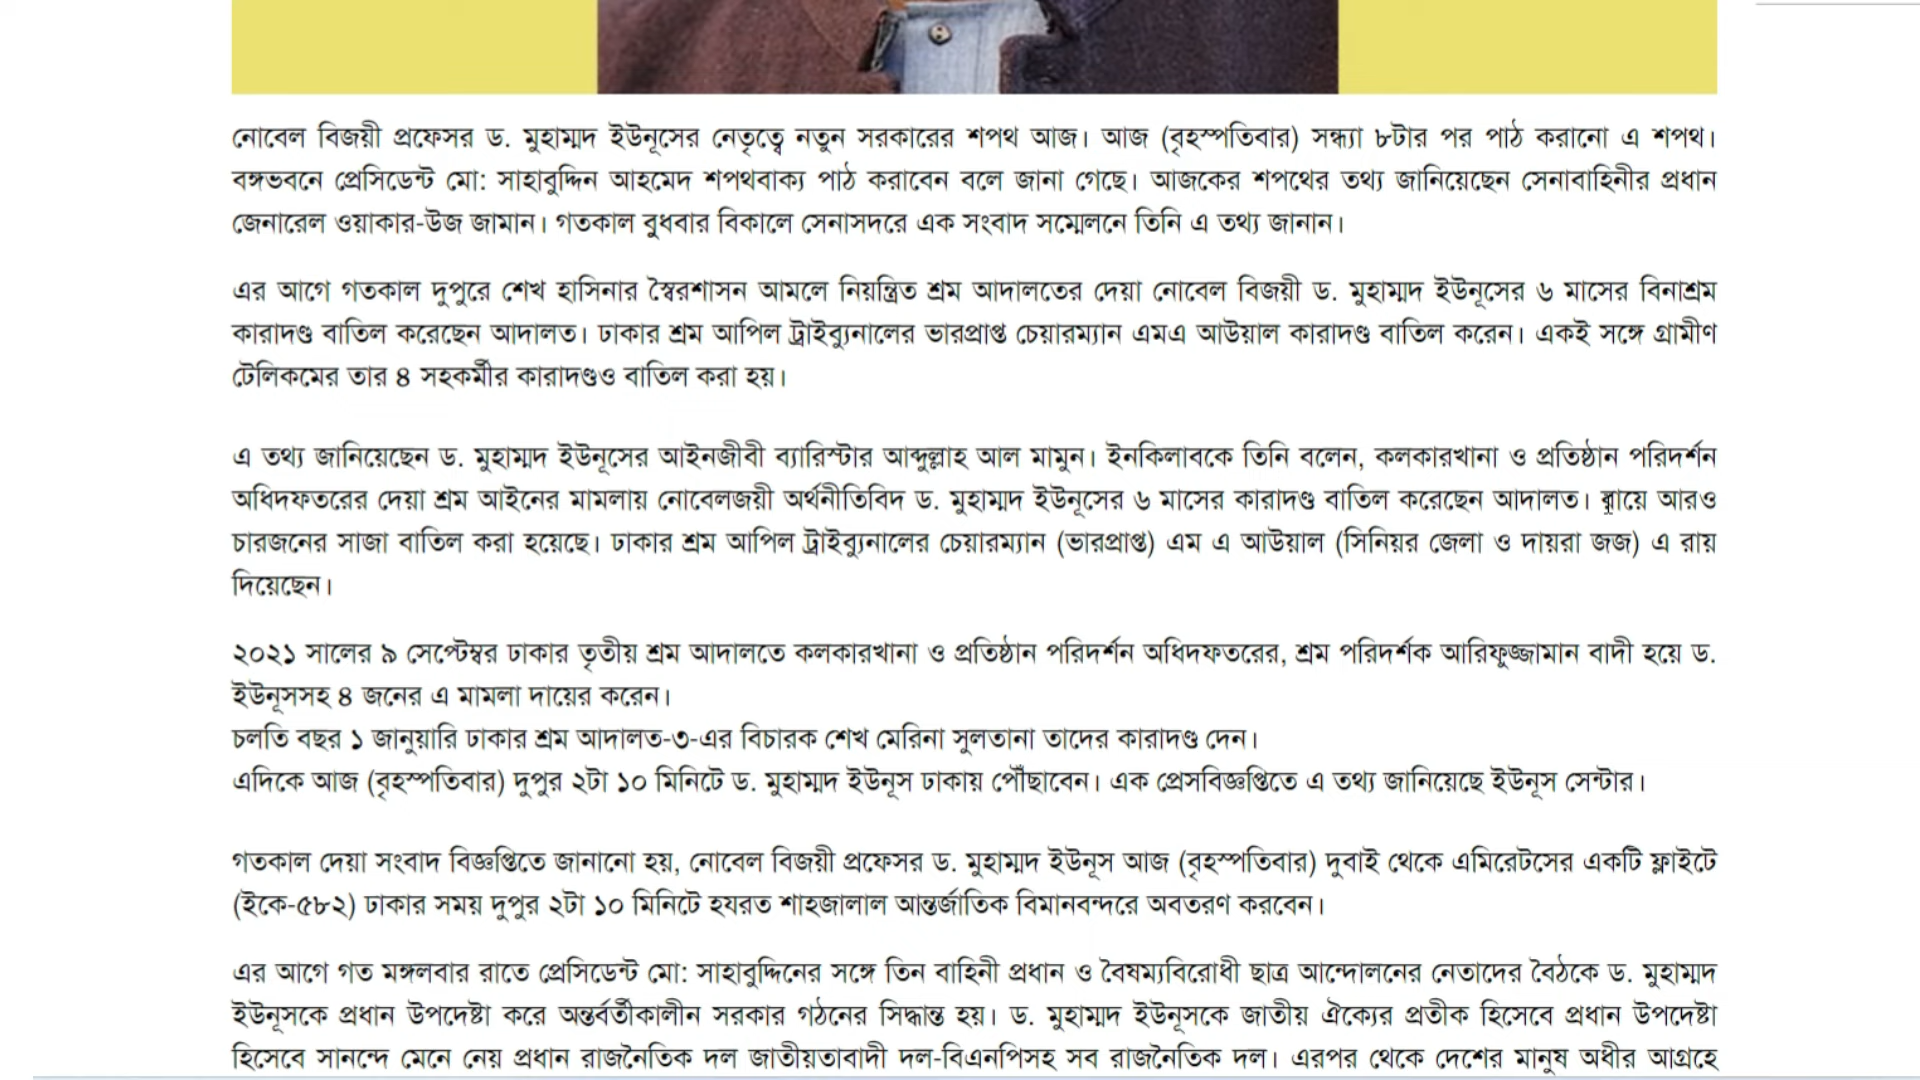 নোবেল বিজয়ী প্রফেসর ড. মুহাম্মদ ইউনূসের নেতৃত্বে নতুন সরকারের শপথ আজ। আজ (বৃহস্পতিবার) সন্ধ্যা ৮টার পর পাঠ করানো এ শপথ।
বঙ্গভবনে প্রেসিডেন্ট মো: সাহাবুদ্দিন আহমেদ শপথবাক্য পাঠ করাবেন বলে জানা গেছে। আজকের শপথের তথ্য জানিয়েছেন সেনাবাহিনীর প্রধান
জেনারেল ওয়াকার-উজ জামান। গতকাল বুধবার বিকালে সেনাসদরে এক সংবাদ সম্মেলনে তিনি এ তথ্য জানান।
এর আগে গতকাল দুপুরে শেখ হাসিনার স্বৈরশাসন আমলে নিয়ন্ত্রিত শ্রম আদালতের দেয়া নোবেল বিজয়ী ড. মুহাম্মদ ইউনূসের ৬ মাসের বিনাশ্রম
কারাদণ্ড বাতিল করেছেন আদালত। ঢাকার শ্রম আপিল ট্রাইব্যুনালের ভারপ্রাপ্ত চেয়ারম্যান এমএ আউয়াল কারাদণ্ড বাতিল করেন। একই সঙ্গে গ্রামীণ
টেলিকমের তার ৪ সহকর্মীর কারাদণ্ডও বাতিল করা হয়।
এ তথ্য জানিয়েছেন ড. মুহাম্মদ ইউনূসের আইনজীবী ব্যারিস্টার আব্দুল্লাহ আল মামুন। ইনকিলাবকে তিনি বলেন, কলকারখানা ও প্রতিষ্ঠান পরিদর্শন
অধিদফতরের দেয়া শ্রম আইনের মামলায় নোবেলজয়ী অর্থনীতিবিদ ড. মুহাম্মদ ইউনূসের ৬ মাসের কারাদণ্ড বাতিল করেছেন আদালত। রায়ে আরও
চারজনের সাজা বাতিল করা হয়েছে। ঢাকার শ্রম আপিল ট্রাইব্যুনালের চেয়ারম্যান (ভারপ্রাপ্ত) এম এ আউয়াল (সিনিয়র জেলা ও দায়রা জজ) এ রায়
দিয়েছেন।
২০২১ সালের ৯ সেপ্টেম্বর ঢাকার তৃতীয় শ্রম আদালতে কলকারখানা ও প্রতিষ্ঠান পরিদর্শন অধিদফতরের, শ্রম পরিদর্শক আরিফুজ্জামান বাদী হয়ে ড.
ইউনূসসহ ৪ জনের এ মামলা দায়ের করেন।
চলতি বছর ১ জানুয়ারি ঢাকার শ্রম আদালত-৩-এর বিচারক শেখ মেরিনা সুলতানা তাদের কারাদণ্ড দেন।
এদিকে আজ (বৃহস্পতিবার) দুপুর ২টা ১০ মিনিটে ড. মুহাম্মদ ইউনূস ঢাকায় পৌঁছাবেন। এক প্রেসবিজ্ঞপ্তিতে এ তথ্য জানিয়েছে ইউনূস সেন্টার।
গতকাল দেয়া সংবাদ বিজ্ঞপ্তিতে জানানো হয়, নোবেল বিজয়ী প্রফেসর ড. মুহাম্মদ ইউনূস আজ (বৃহস্পতিবার) দুবাই থেকে এমিরেটসের একটি ফ্লাইটে
(ইকে-৫৮২) ঢাকার সময় দুপুর ২টা ১০ মিনিটে হযরত শাহজালাল আন্তর্জাতিক বিমানবন্দরে অবতরণ করবেন।
এর আগে গত মঙ্গলবার রাতে প্রেসিডেন্ট মো: সাহাবুদ্দিনের সঙ্গে তিন বাহিনী প্রধান ও বৈষম্যবিরোধী ছাত্র আন্দোলনের নেতাদের বৈঠকে ড. মুহাম্মদ
ইউনূসকে প্রধান উপদেষ্টা করে অন্তর্বর্তীকালীন সরকার গঠনের সিদ্ধান্ত হয়। ড. মুহাম্মদ ইউনূসকে জাতীয় ঐক্যের প্রতীক হিসেবে প্রধান উপদেষ্টা
হিসেবে সানন্দে মেনে নেয় প্রধান রাজনৈতিক দল জাতীয়তাবাদী দল-বিএনপিসহ সব রাজনৈতিক দল। এরপর থেকে দেশের মানুষ অধীর আগ্রহে